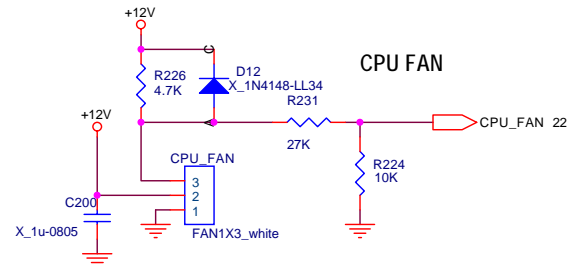 +12V
C
R226
4.7K
D12
X_1N4148-LL34
CPU FAN
R231
+12V
A
27K
CPU_FAN 22
CPU_FAN
R224
10K
3
2
1
C200
X_1u-0805
FAN1X3_white